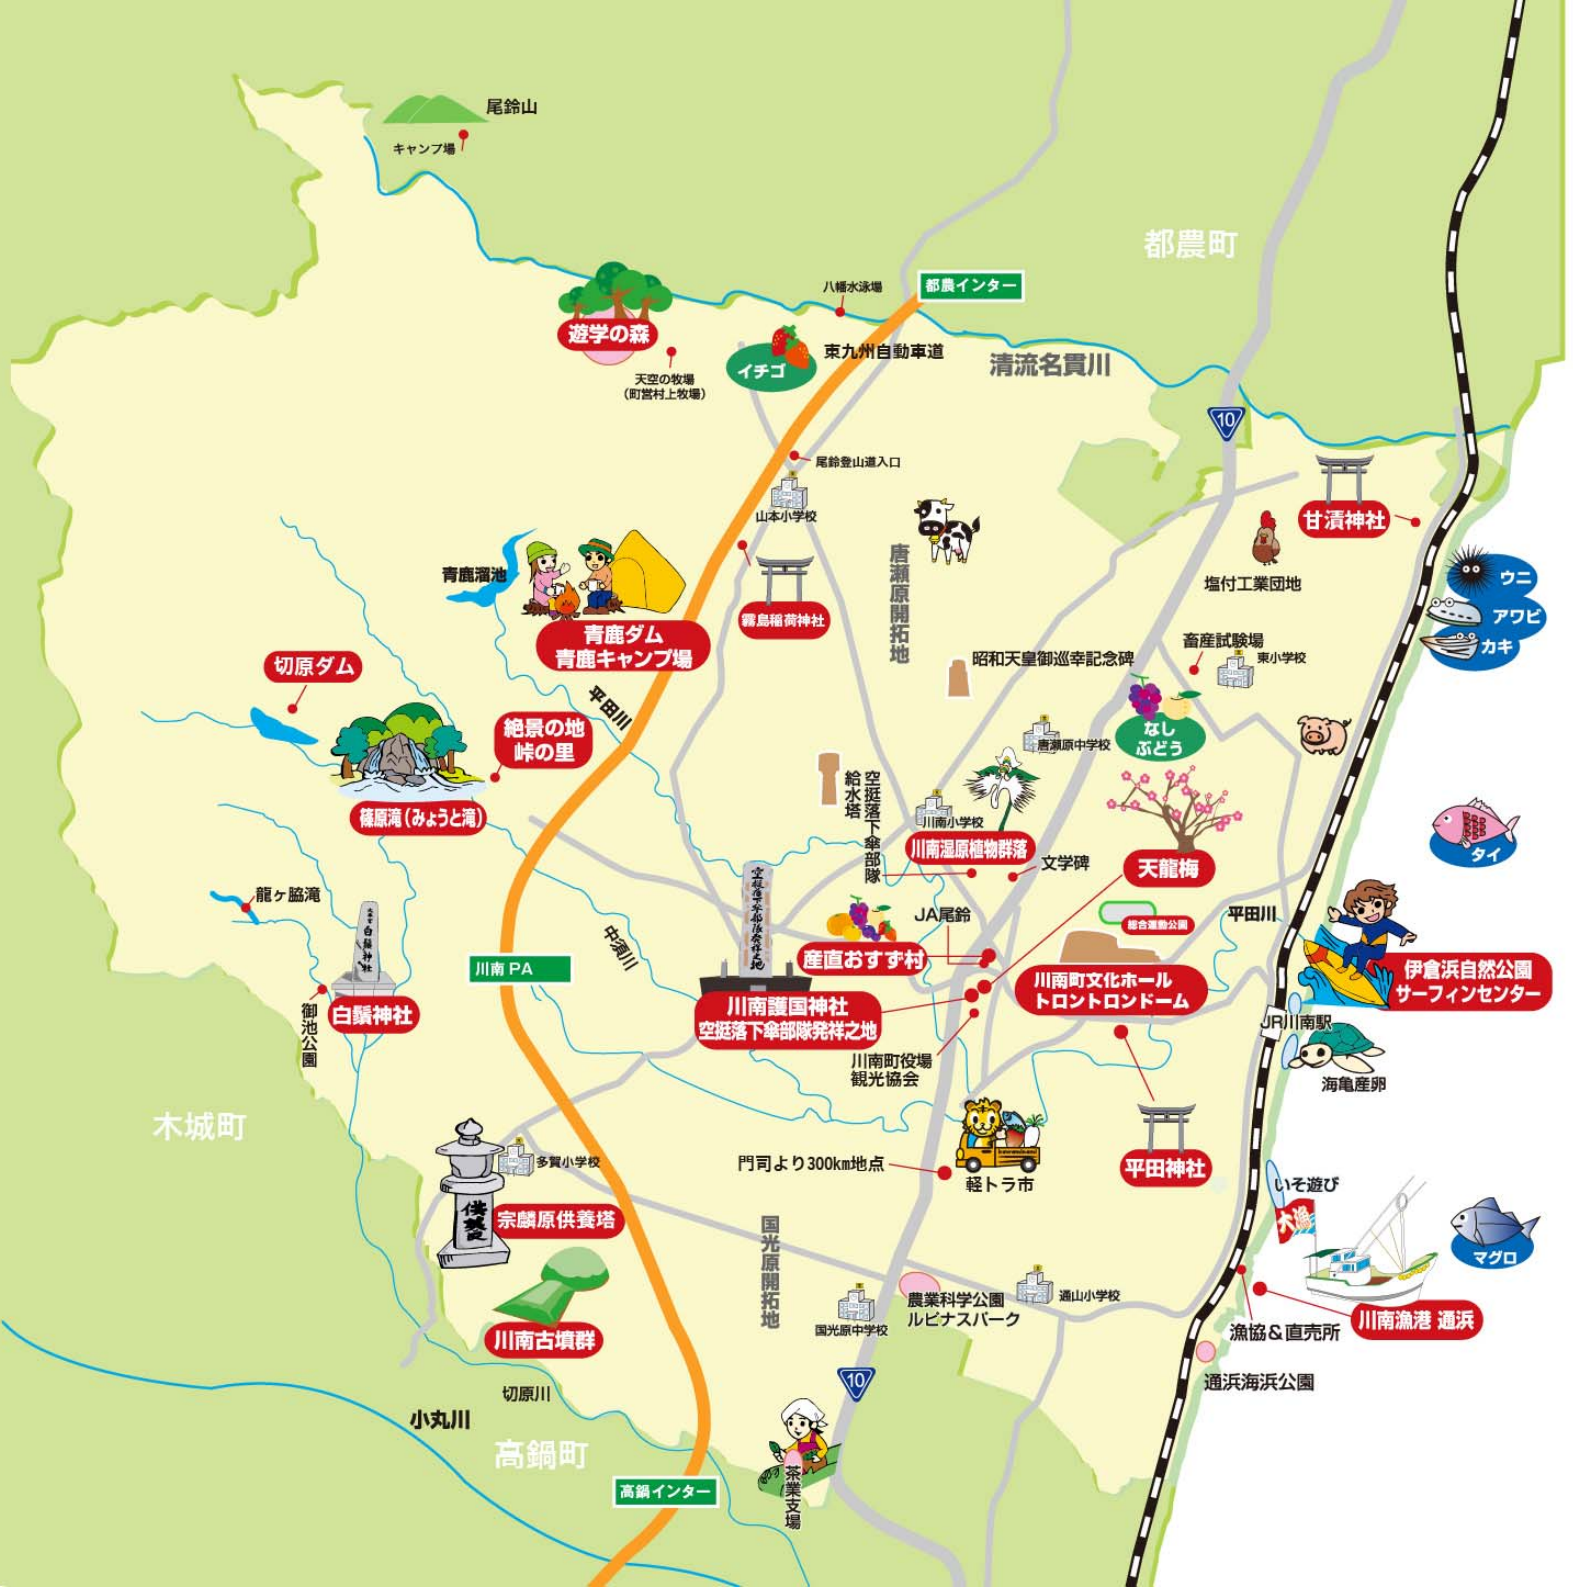 尾鈴山
キャンプ場
都農町
八幡水泳場
都農インター
遊学の森
天空の牧場
（町営村上牧場）
イチゴ
東九州自動車道
清流名貫川
10
尾鈴登山道入口
山本小学校
甘漬神社
塩付工業団地
唐瀬原開拓地
ウニ
アワビ
カキ
青鹿溜池
青鹿ダム
青鹿キャンプ場
霧島稲荷神社
昭和天皇御巡幸記念碑
畜産試験場
東小学校
切原ダム
平田川
絶景の地
峠の里
篠原滝(みょうと滝)
唐瀬原中学校
なし
ぶどう
空挺落下傘部隊
給水塔
川南小学校
川南湿原植物群落
文学碑
天龍梅
タイ
龍ヶ脇滝
白鬚神社
御池公園
白鬚神社
中須川
川南 PA
空挺落下傘部隊発祥之地
JA尾鈴
産直おすず村
総合運動公園
平田川
川南護国神社
空挺落下傘部隊発祥之地
川南町文化ホール
トロントロンドーム
伊倉浜自然公園
サーフィンセンター
JR川南駅
海亀産卵
川南町役場
観光協会
木城町
多賀小学校
宗麟原供養塔
門司より300km地点
軽トラ市
平田神社
いそ遊び
大漁
マグロ
国光原開拓地
川南古墳群
国光原中学校
農業科学公園
ルピナスパーク
通山小学校
漁協＆直売所
川南漁港 通浜
通浜海浜公園
10
切原川
小丸川
高鍋町
高鍋インター
茶業支場